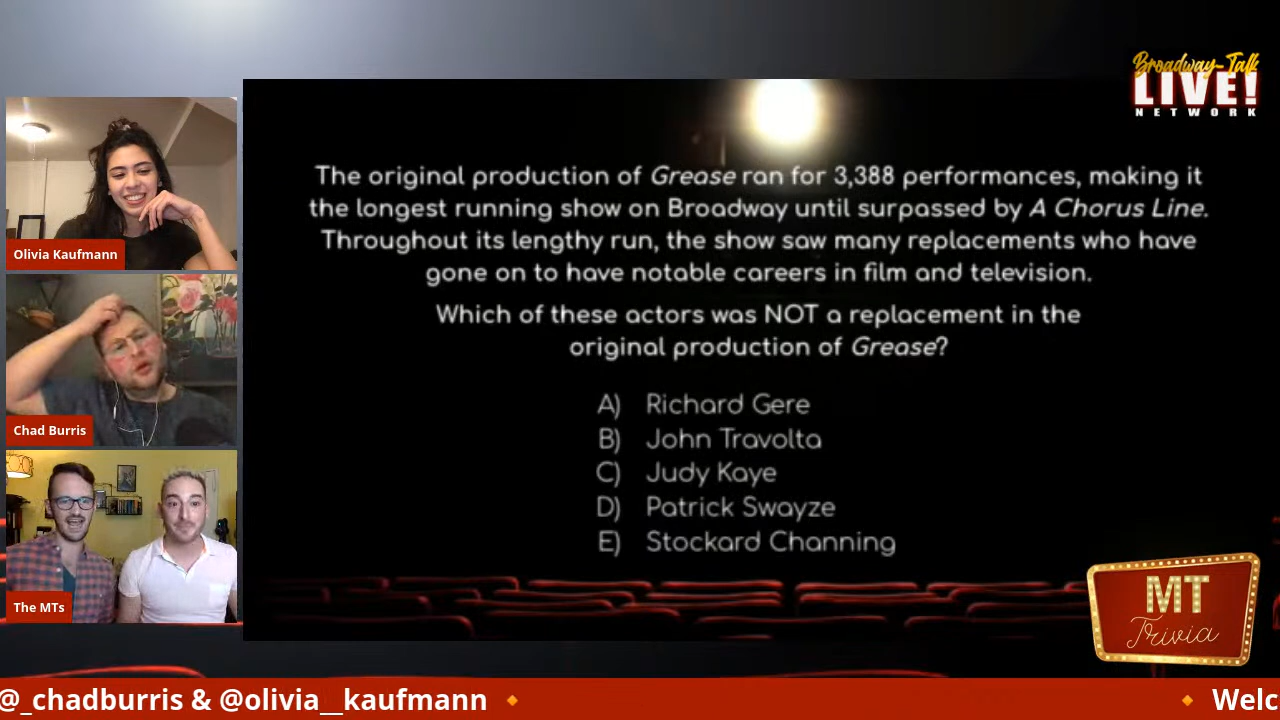 Broadway-Talk
LIVE!
NETWORK
The original production of Grease ran for 3,388 performances, making it
the longest running show on Broadway until surpassed by A Chorus Line.
Throughout its lengthy run, the show saw many replacements who have
gone on to have notable careers in film and television.
Which of these actors was NOT a replacement in the
original production of Grease?
A) Richard Gere
B) John Travolta
C) Judy Kaye
D) Patrick Swayze
E) Stockard Channing
Olivia Kaufmann
Chad Burris
The MTs
MT
Trivia
@_chadburris & @olivia__kaufmann 🔸 🔸 Welc